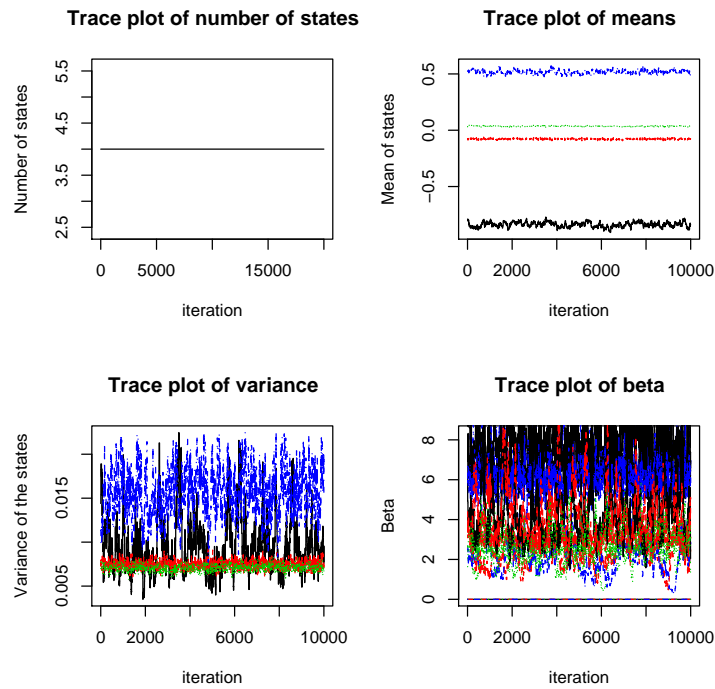 Trace plot of number of states
Number of states
5.5
4.5
3.5
2.5
0
5000
15000
iteration
Trace plot of means
Mean of states
0.5
0.0
−0.5
0
2000
6000
10000
iteration
Trace plot of variance
Variance of the states
0.015
0.005
0
2000
6000
10000
iteration
Trace plot of beta
Beta
8
6
4
2
0
0
2000
6000
10000
iteration